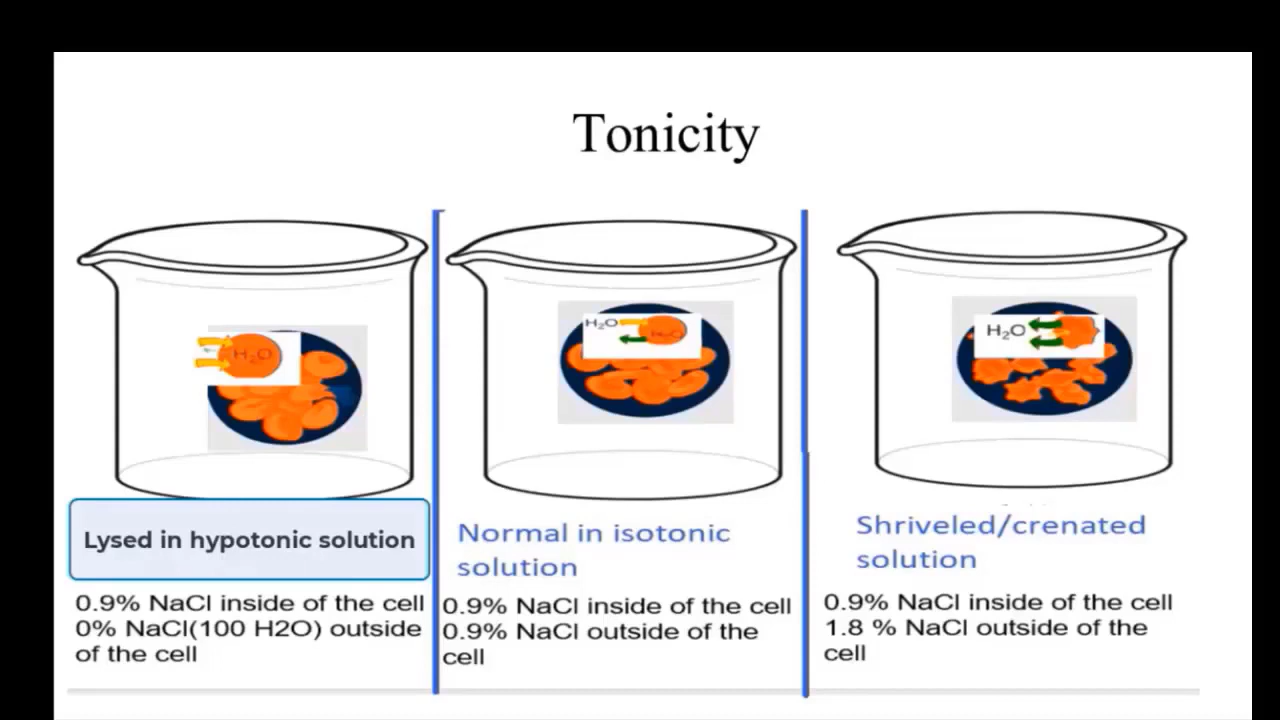 Tonicity
H₂O
H₂O
H₂O
H₂O
Lysed in hypotonic solution
0.9% NaCl inside of the cell
0% NaCl(100 H2O) outside
of the cell
Normal in isotonic
solution
0.9% NaCl inside of the cell
0.9% NaCl outside of the
cell
Shriveled/crenated
solution
0.9% NaCl inside of the cell
1.8 % NaCl outside of the
cell